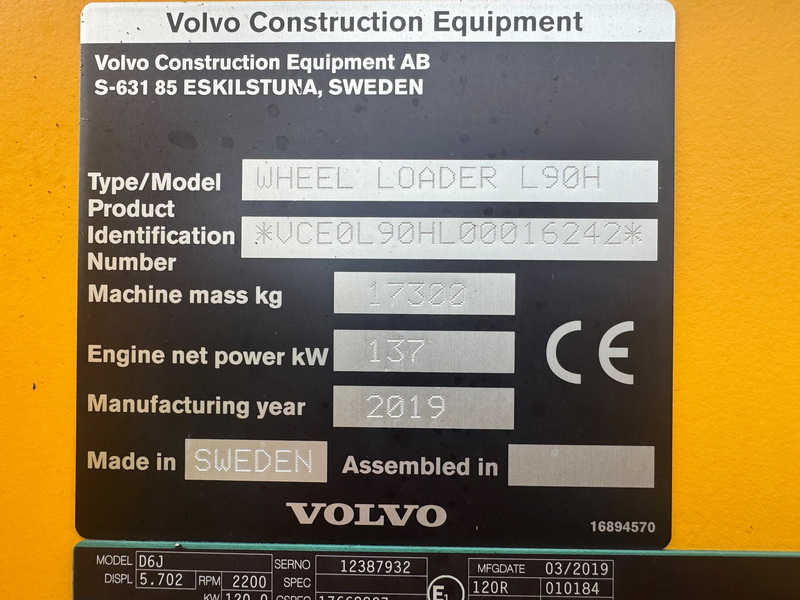 Volvo Construction Equipment
Volvo Construction Equipment AB
S-631 85 ESKILSTUNA, SWEDEN
Type/Model WHEEL LOADER L90H
Product
Identification *VCE0L90HL00016242*
Number
Machine mass kg 17300
Engine net power kW 137
CE
Manufacturing year 2019
Made in SWEDEN Assembled in
VOLVO
16894570
MODEL D6J SERNO 12387932 MFGDATE 03/2019
DISPL 5.702 RPM 2200 SPEC E1 120R 010184
KW